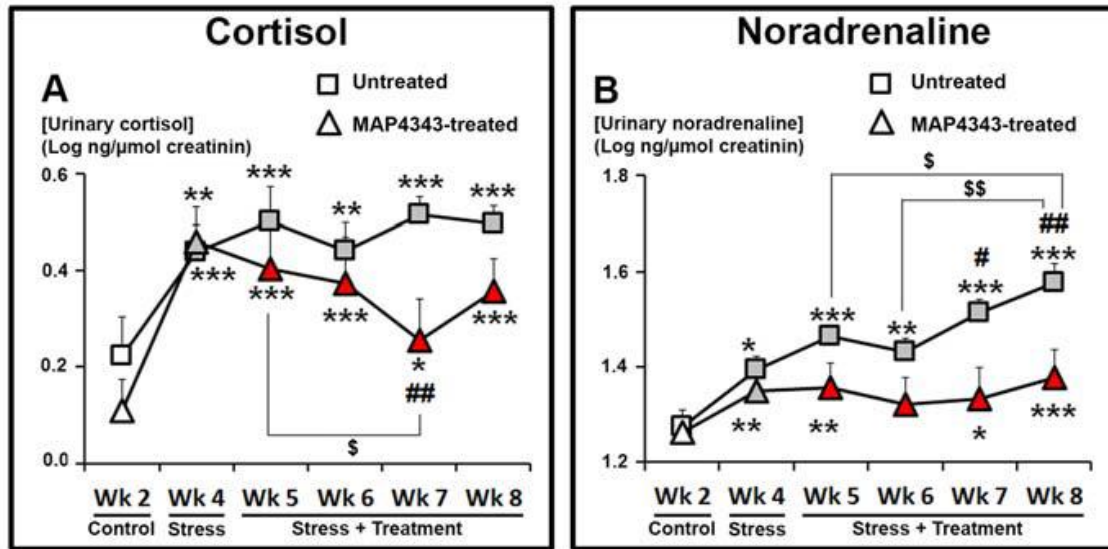 Cortisol
A
Untreated
MAP4343-treated
[Urinary cortisol]
(Log ng/µmol creatinin)
0.6
0.4
0.2
0.0
**
***
**
***
***
***
***
***
*
##
***
$
Wk 2 Wk 4 Wk 5 Wk 6 Wk 7 Wk 8
Control Stress Stress + Treatment
Noradrenaline
B
Untreated
MAP4343-treated
[Urinary noradrenaline]
(Log ng/µmol creatinin)
1.8
1.6
1.4
1.2
$
$$
##
***
#
***
***
**
*
**
**
*
***
Wk 2 Wk 4 Wk 5 Wk 6 Wk 7 Wk 8
Control Stress Stress + Treatment